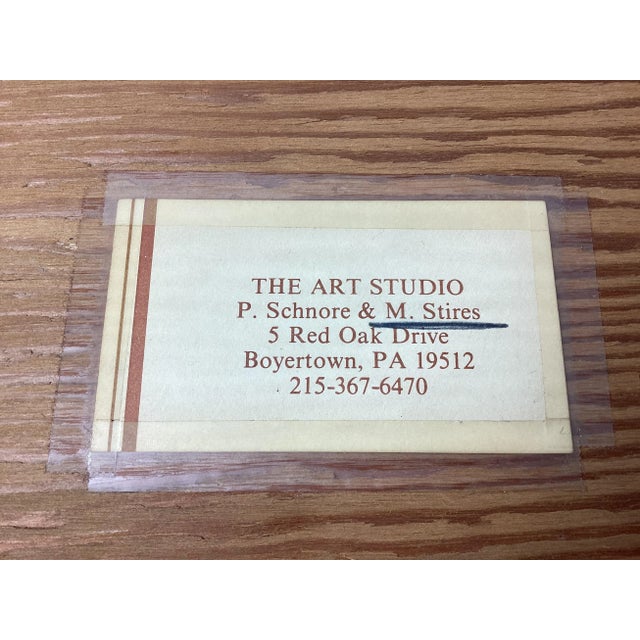 THE ART STUDIO
P. Schnore & M. Stires
5 Red Oak Drive
Boyertown, PA 19512
215-367-6470